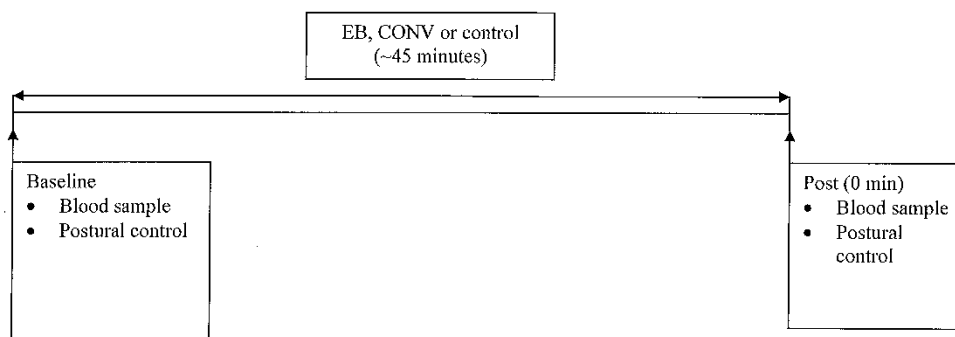 EB, CONV or control
(~45 minutes)
Baseline
• Blood sample
• Postural control
Post (0 min)
• Blood sample
• Postural
control